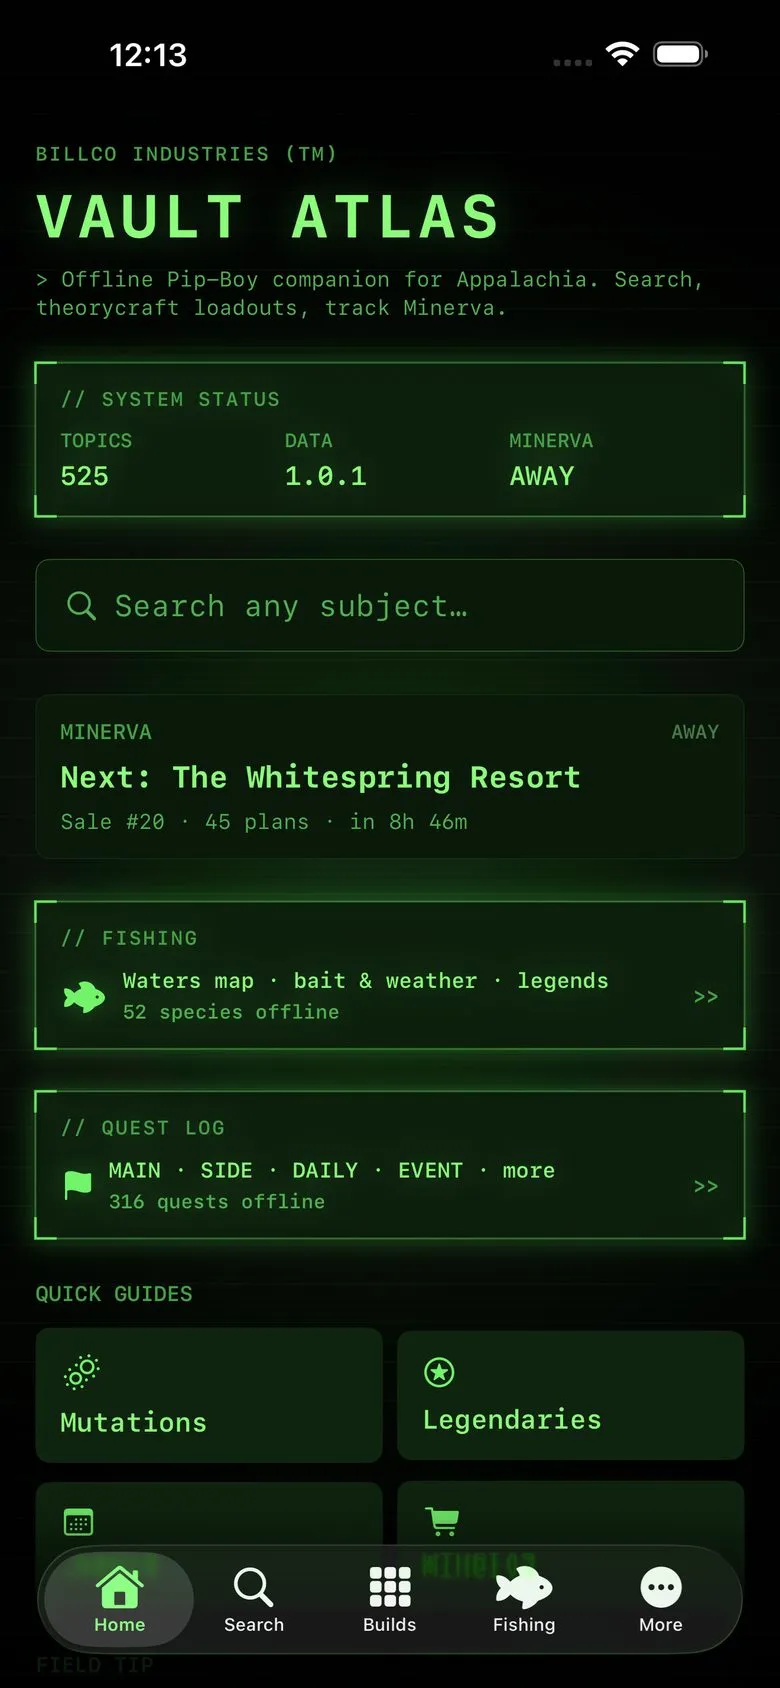 12:13
BILLCO INDUSTRIES (TM)
VAULT ATLAS
> Offline Pip-Boy companion for Appalachia. Search,
theorycraft loadouts, track Minerva.
// SYSTEM STATUS
TOPICS DATA MINERVA
525 1.0.1 AWAY
Search any subject…
MINERVA AWAY
Next: The Whitespring Resort
Sale #20 · 45 plans · in 8h 46m
// FISHING
Waters map · bait & weather · legends
52 species offline >>
// QUEST LOG
MAIN · SIDE · DAILY · EVENT · more
316 quests offline >>
QUICK GUIDES
Mutations Legendaries
Home Search Builds Fishing More
FIELD TIP